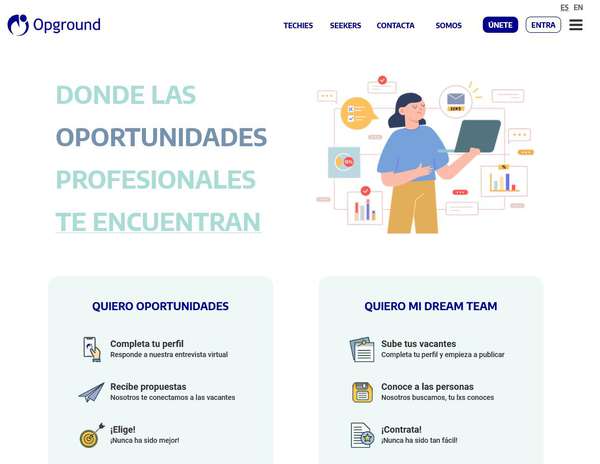 ES EN
Opground
TECHIES SEEKERS CONTACTA SOMOS ÚNETE ENTRA
DONDE LAS
OPORTUNIDADES
PROFESIONALES
TE ENCUENTRAN
QUIERO OPORTUNIDADES
Completa tu perfil
Responde a nuestra entrevista virtual
Recibe propuestas
Nosotros te conectamos a las vacantes
¡Elige!
¡Nunca ha sido mejor!
QUIERO MI DREAM TEAM
Sube tus vacantes
Completa tu perfil y empieza a publicar
Conoce a las personas
Nosotros buscamos, tu lxs conoces
¡Contrata!
¡Nunca ha sido tan fácil!